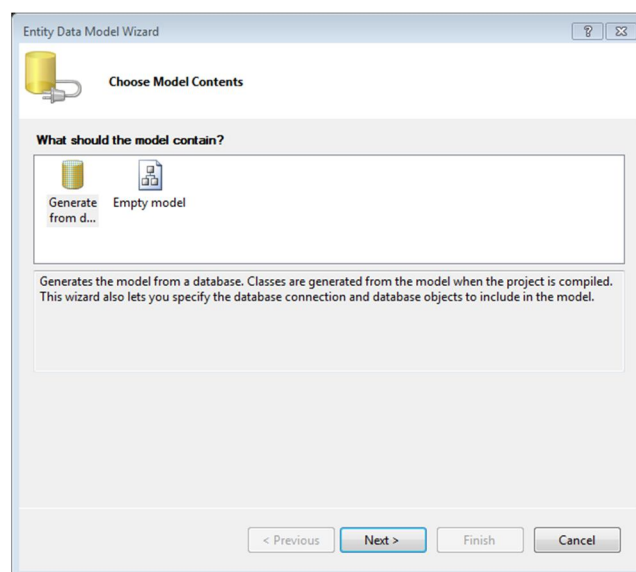 Entity Data Model Wizard
Choose Model Contents
What should the model contain?
Generate
from d...
Empty model
Generates the model from a database. Classes are generated from the model when the project is compiled.
This wizard also lets you specify the database connection and database objects to include in the model.
< Previous
Next >
Finish
Cancel